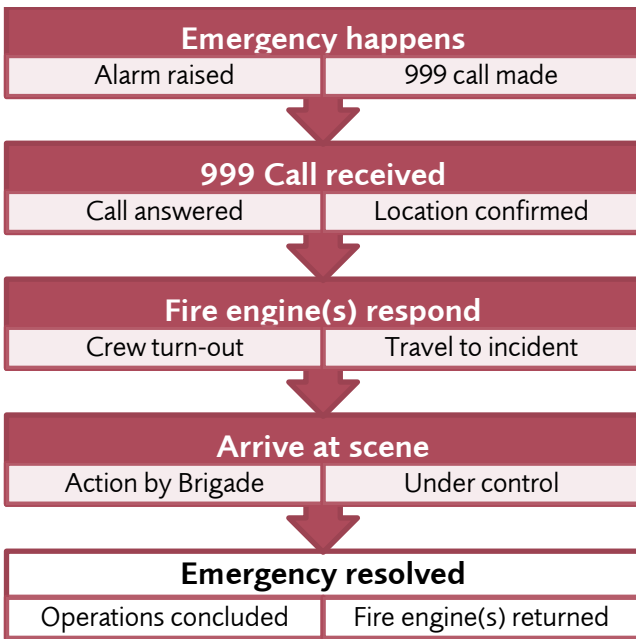 Emergency happens
Alarm raised 999 call made
999 Call received
Call answered Location confirmed
Fire engine(s) respond
Crew turn-out Travel to incident
Arrive at scene
Action by Brigade Under control
Emergency resolved
Operations concluded Fire engine(s) returned